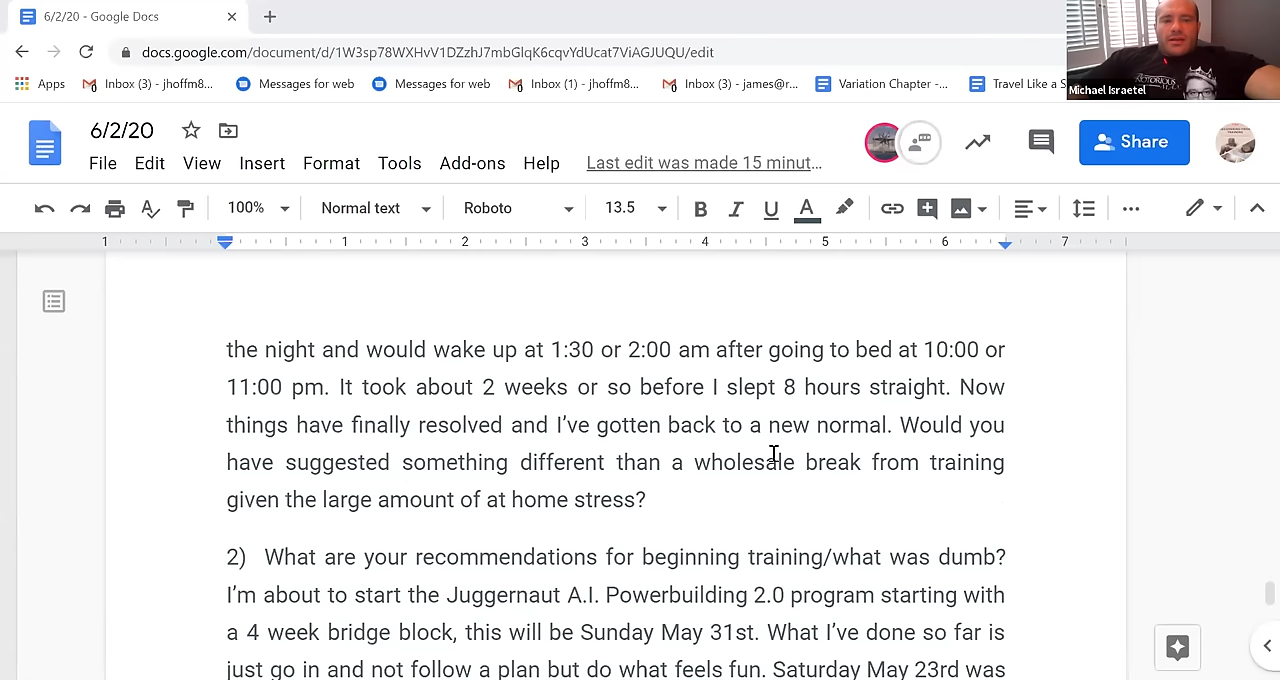 6/2/20 - Google Docs
docs.google.com/document/d/1W3sp78WXHvV1DZzhJ7mbGlqK6cqvYdUcat7ViAGJUQU/edit
Apps Inbox (3) - jhoffm8... Messages for web Messages for web Inbox (1) - jhoffm8... Inbox (3) - james@r... Variation Chapter -... Travel Like a S
Michael Israetel
6/2/20
File Edit View Insert Format Tools Add-ons Help Last edit was made 15 minut...
Share
100% Normal text Roboto 13.5 B I U A
1 1 2 3 4 5 6 7
the night and would wake up at 1:30 or 2:00 am after going to bed at 10:00 or
11:00 pm. It took about 2 weeks or so before I slept 8 hours straight. Now
things have finally resolved and I've gotten back to a new normal. Would you
have suggested something different than a wholesale break from training
given the large amount of at home stress?
2) What are your recommendations for beginning training/what was dumb?
I'm about to start the Juggernaut A.I. Powerbuilding 2.0 program starting with
a 4 week bridge block, this will be Sunday May 31st. What I've done so far is
just go in and not follow a plan but do what feels fun. Saturday May 23rd was